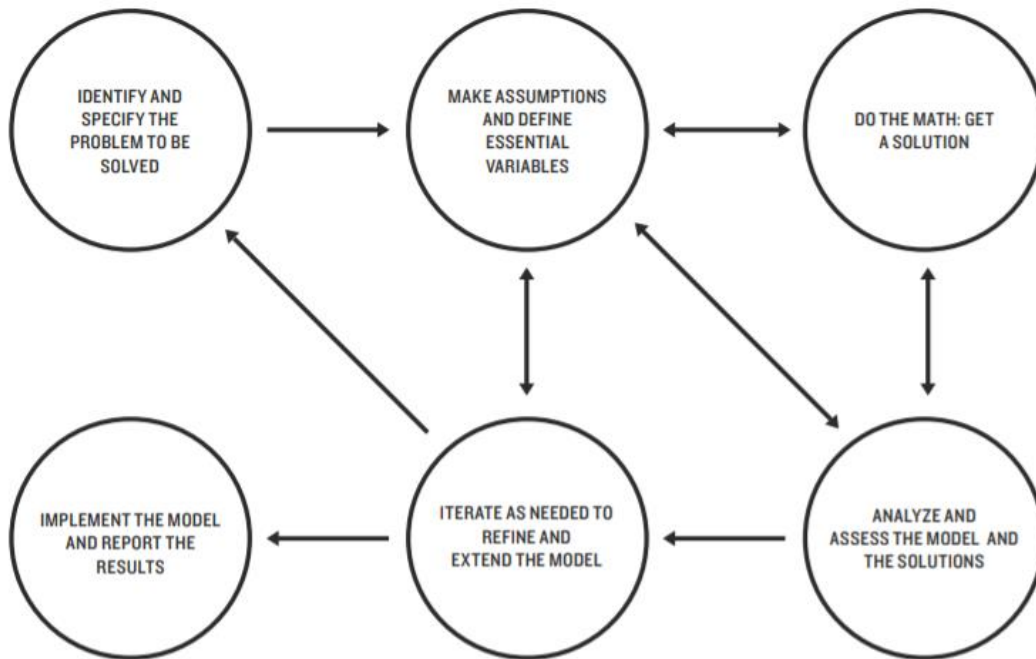 IDENTIFY AND
SPECIFY THE
PROBLEM TO BE
SOLVED
MAKE ASSUMPTIONS
AND DEFINE
ESSENTIAL
VARIABLES
DO THE MATH: GET
A SOLUTION
IMPLEMENT THE MODEL
AND REPORT THE
RESULTS
ITERATE AS NEEDED TO
REFINE AND
EXTEND THE MODEL
ANALYZE AND
ASSESS THE MODEL AND
THE SOLUTIONS